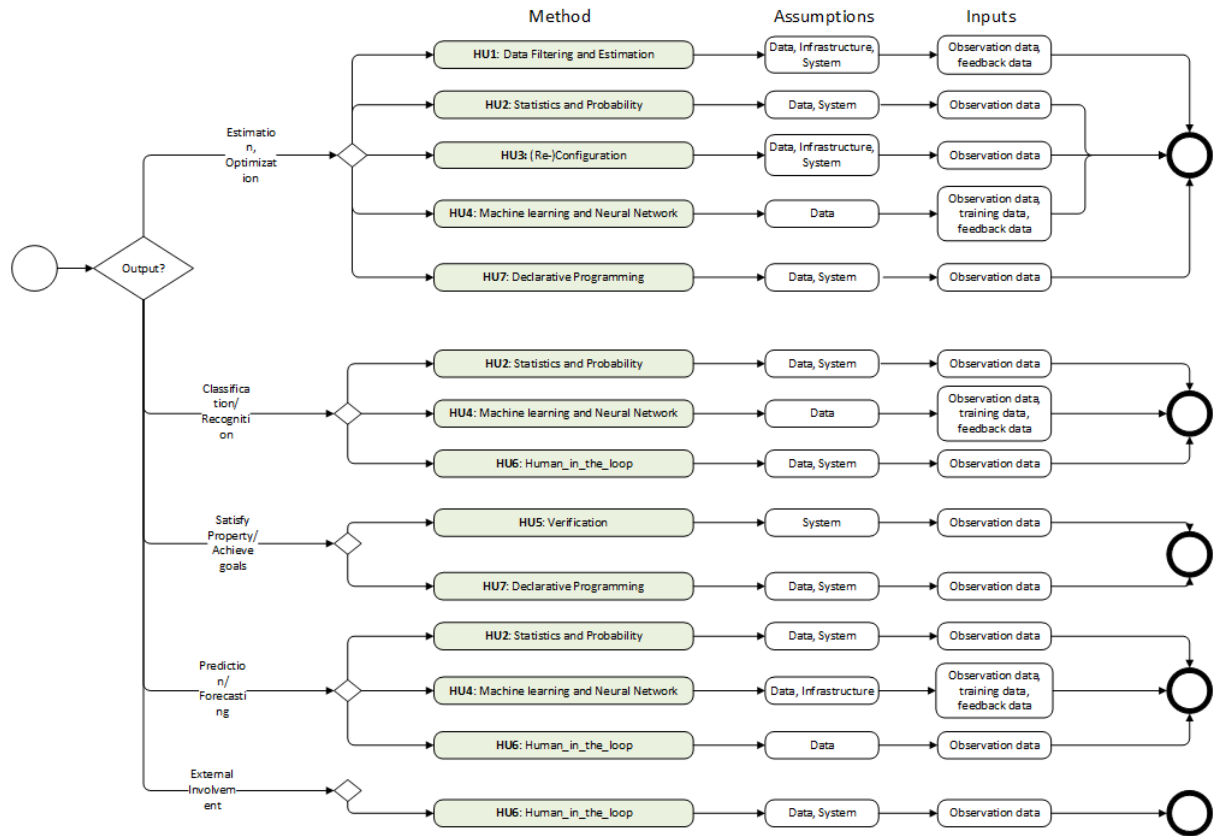 Method Assumptions Inputs
HU1: Data Filtering and Estimation
Data, Infrastructure,
System
Observation data,
feedback data
HU2: Statistics and Probability
Data, System
Observation data
Estimatio
n,
Optimizat
ion
HU3: (Re-)Configuration
Data, Infrastructure,
System
Observation data
HU4: Machine learning and Neural Network
Data
Observation data,
training data,
feedback data
Output?
HU7: Declarative Programming
Data, System
Observation data
HU2: Statistics and Probability
Data, System
Observation data
Classifica
tion/
Recogniti
on
HU4: Machine learning and Neural Network
Data
Observation data,
training data,
feedback data
HU6: Human_in_the_loop
Data, System
Observation data
Satisfy
Property/
Achieve
goals
HU5: Verification
System
Observation data
HU7: Declarative Programming
Data, System
Observation data
HU2: Statistics and Probability
Data, System
Observation data
Predictio
n/
Forecasti
ng
HU4: Machine learning and Neural Network
Data, Infrastructure
Observation data,
training data,
feedback data
HU6: Human_in_the_loop
Data
Observation data
External
Involvem
ent
HU6: Human_in_the_loop
Data, System
Observation data